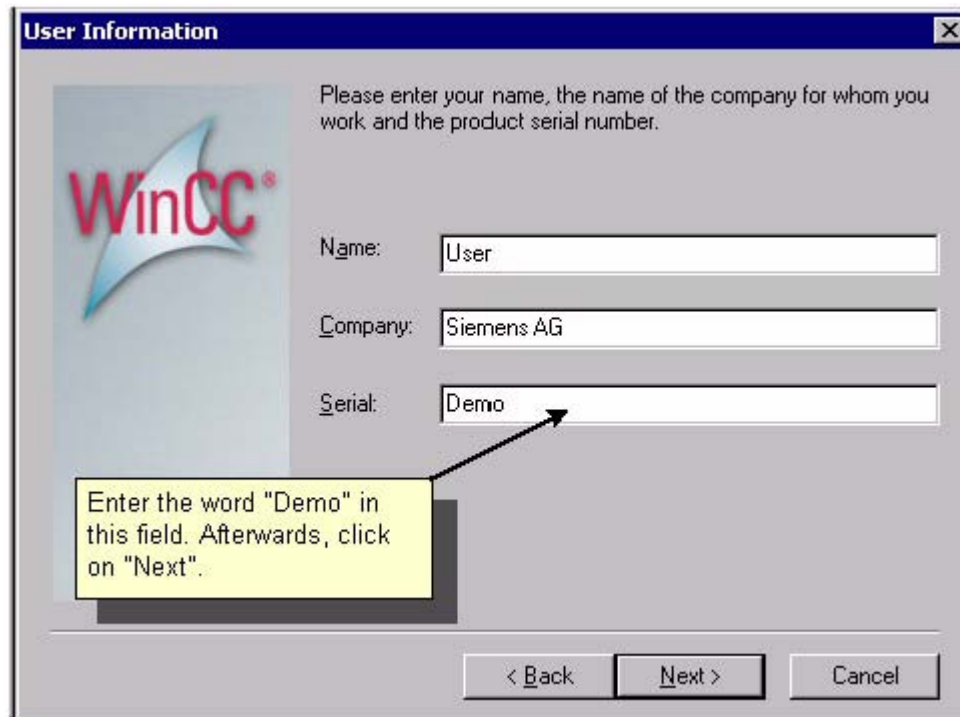 User Information
Please enter your name, the name of the company for whom you
work and the product serial number.
WinCC®
Name:
User
Company:
Siemens AG
Serial:
Demo
Enter the word "Demo" in
this field. Afterwards, click
on "Next".
< Back
Next >
Cancel